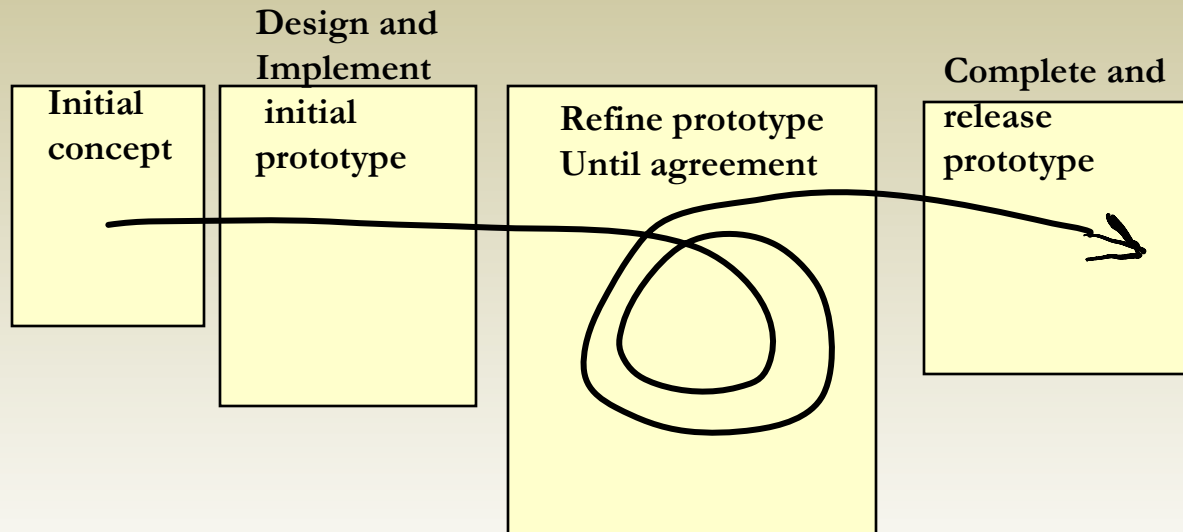 Initial
concept
Design and
Implement
initial
prototype
Refine prototype
Until agreement
Complete and
release
prototype